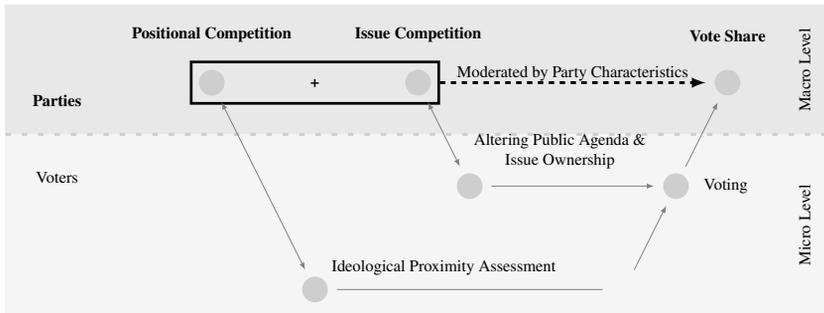 Positional Competition
Issue Competition
Vote Share
Macro Level
+
Moderated by Party Characteristics
Parties
Altering Public Agenda &
Issue Ownership
Voters
Voting
Micro Level
Ideological Proximity Assessment